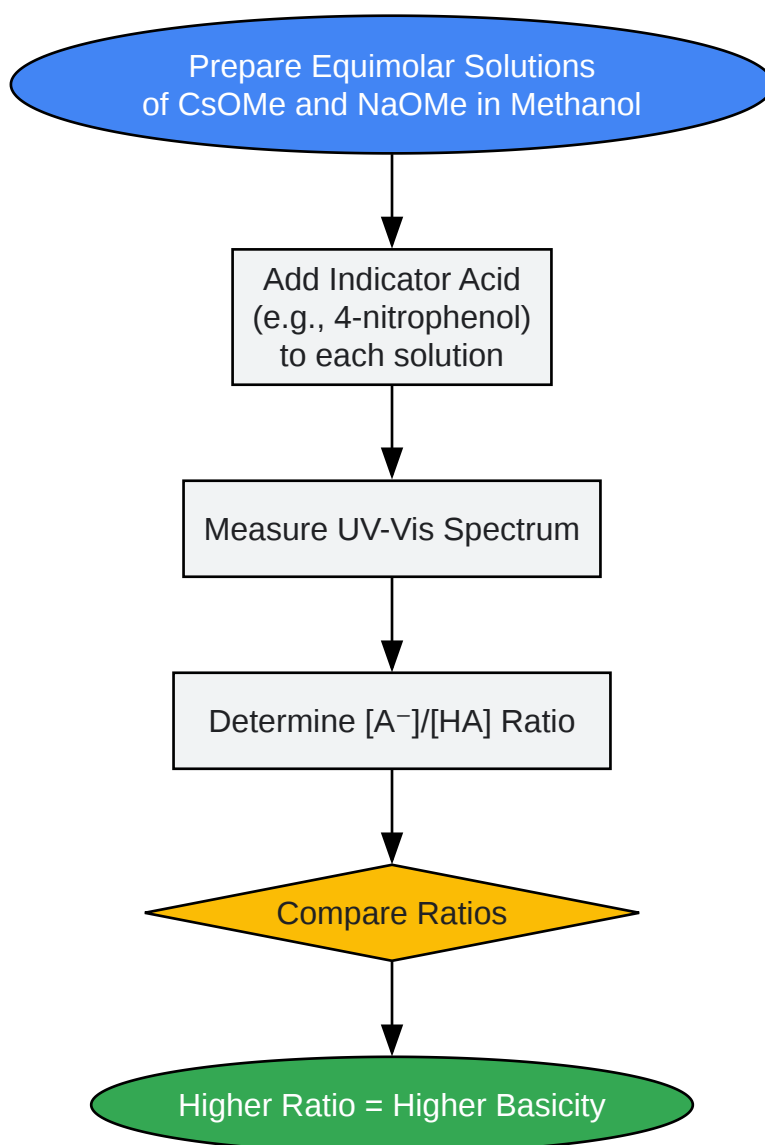 Prepare Equimolar Solutions
of CsOMe and NaOMe in Methanol
Add Indicator Acid
(e.g., 4-nitrophenol)
to each solution
Measure UV-Vis Spectrum
Determine [A⁻]/[HA] Ratio
Compare Ratios
Higher Ratio = Higher Basicity